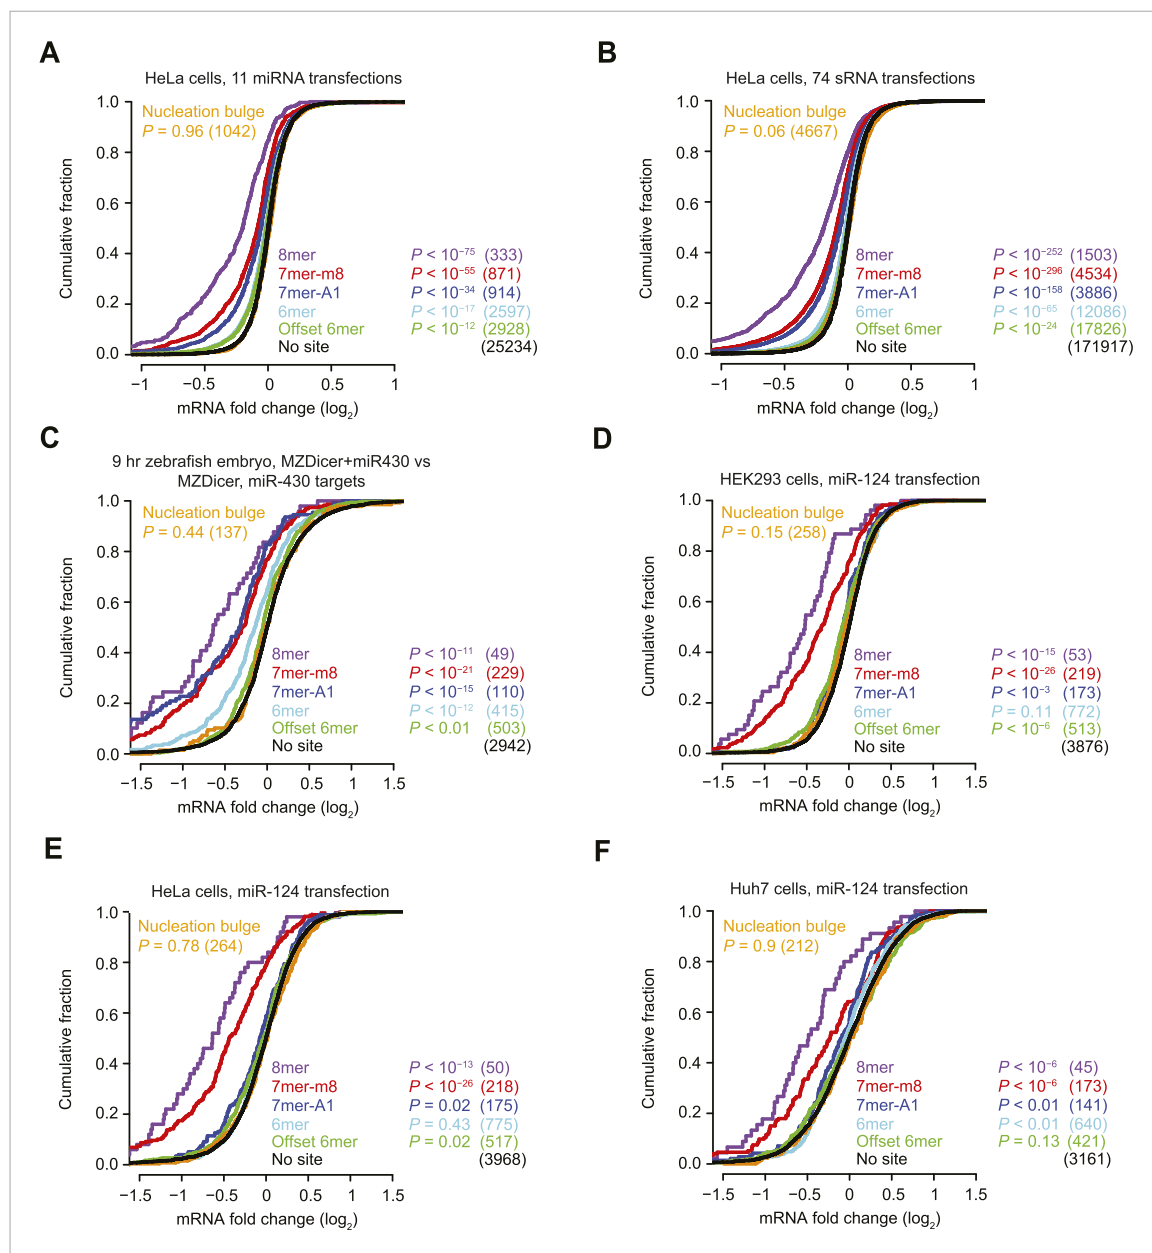 A
HeLa cells, 11 miRNA transfections
Nucleation bulge
P = 0.96 (1042)
Cumulative fraction
1.0
0.8
0.6
0.4
0.2
0.0
8mer P < 10⁻⁷⁵ (333)
7mer-m8 P < 10⁻⁵⁵ (871)
7mer-A1 P < 10⁻³⁴ (914)
6mer P < 10⁻¹⁷ (2597)
Offset 6mer P < 10⁻¹² (2928)
No site (25234)
−1 −0.5 0 0.5 1
mRNA fold change (log₂)
B
HeLa cells, 74 sRNA transfections
Nucleation bulge
P = 0.06 (4667)
Cumulative fraction
1.0
0.8
0.6
0.4
0.2
0.0
8mer P < 10⁻²⁵² (1503)
7mer-m8 P < 10⁻²⁹⁶ (4534)
7mer-A1 P < 10⁻¹⁵⁸ (3886)
6mer P < 10⁻⁶⁵ (12086)
Offset 6mer P < 10⁻²⁴ (17826)
No site (171917)
−1 −0.5 0 0.5 1
mRNA fold change (log₂)
C
9 hr zebrafish embryo, MZDicer+miR430 vs
MZDicer, miR-430 targets
Nucleation bulge
P = 0.44 (137)
Cumulative fraction
1.0
0.8
0.6
0.4
0.2
0.0
8mer P < 10⁻¹¹ (49)
7mer-m8 P < 10⁻²¹ (229)
7mer-A1 P < 10⁻¹⁵ (110)
6mer P < 10⁻¹² (415)
Offset 6mer P < 0.01 (503)
No site (2942)
−1.5 −1 −0.5 0 0.5 1 1.5
mRNA fold change (log₂)
D
HEK293 cells, miR-124 transfection
Nucleation bulge
P = 0.15 (258)
Cumulative fraction
1.0
0.8
0.6
0.4
0.2
0.0
8mer P < 10⁻¹⁵ (53)
7mer-m8 P < 10⁻²⁶ (219)
7mer-A1 P < 10⁻³ (173)
6mer P = 0.11 (772)
Offset 6mer P < 10⁻⁶ (513)
No site (3876)
−1.5 −1 −0.5 0 0.5 1 1.5
mRNA fold change (log₂)
E
HeLa cells, miR-124 transfection
Nucleation bulge
P = 0.78 (264)
Cumulative fraction
1.0
0.8
0.6
0.4
0.2
0.0
8mer P < 10⁻¹³ (50)
7mer-m8 P < 10⁻²⁶ (218)
7mer-A1 P = 0.02 (175)
6mer P = 0.43 (775)
Offset 6mer P = 0.02 (517)
No site (3968)
−1.5 −1 −0.5 0 0.5 1 1.5
mRNA fold change (log₂)
F
Huh7 cells, miR-124 transfection
Nucleation bulge
P = 0.9 (212)
Cumulative fraction
1.0
0.8
0.6
0.4
0.2
0.0
8mer P < 10⁻⁶ (45)
7mer-m8 P < 10⁻⁶ (173)
7mer-A1 P < 0.01 (141)
6mer P < 0.01 (640)
Offset 6mer P = 0.13 (421)
No site (3161)
−1.5 −1 −0.5 0 0.5 1 1.5
mRNA fold change (log₂)